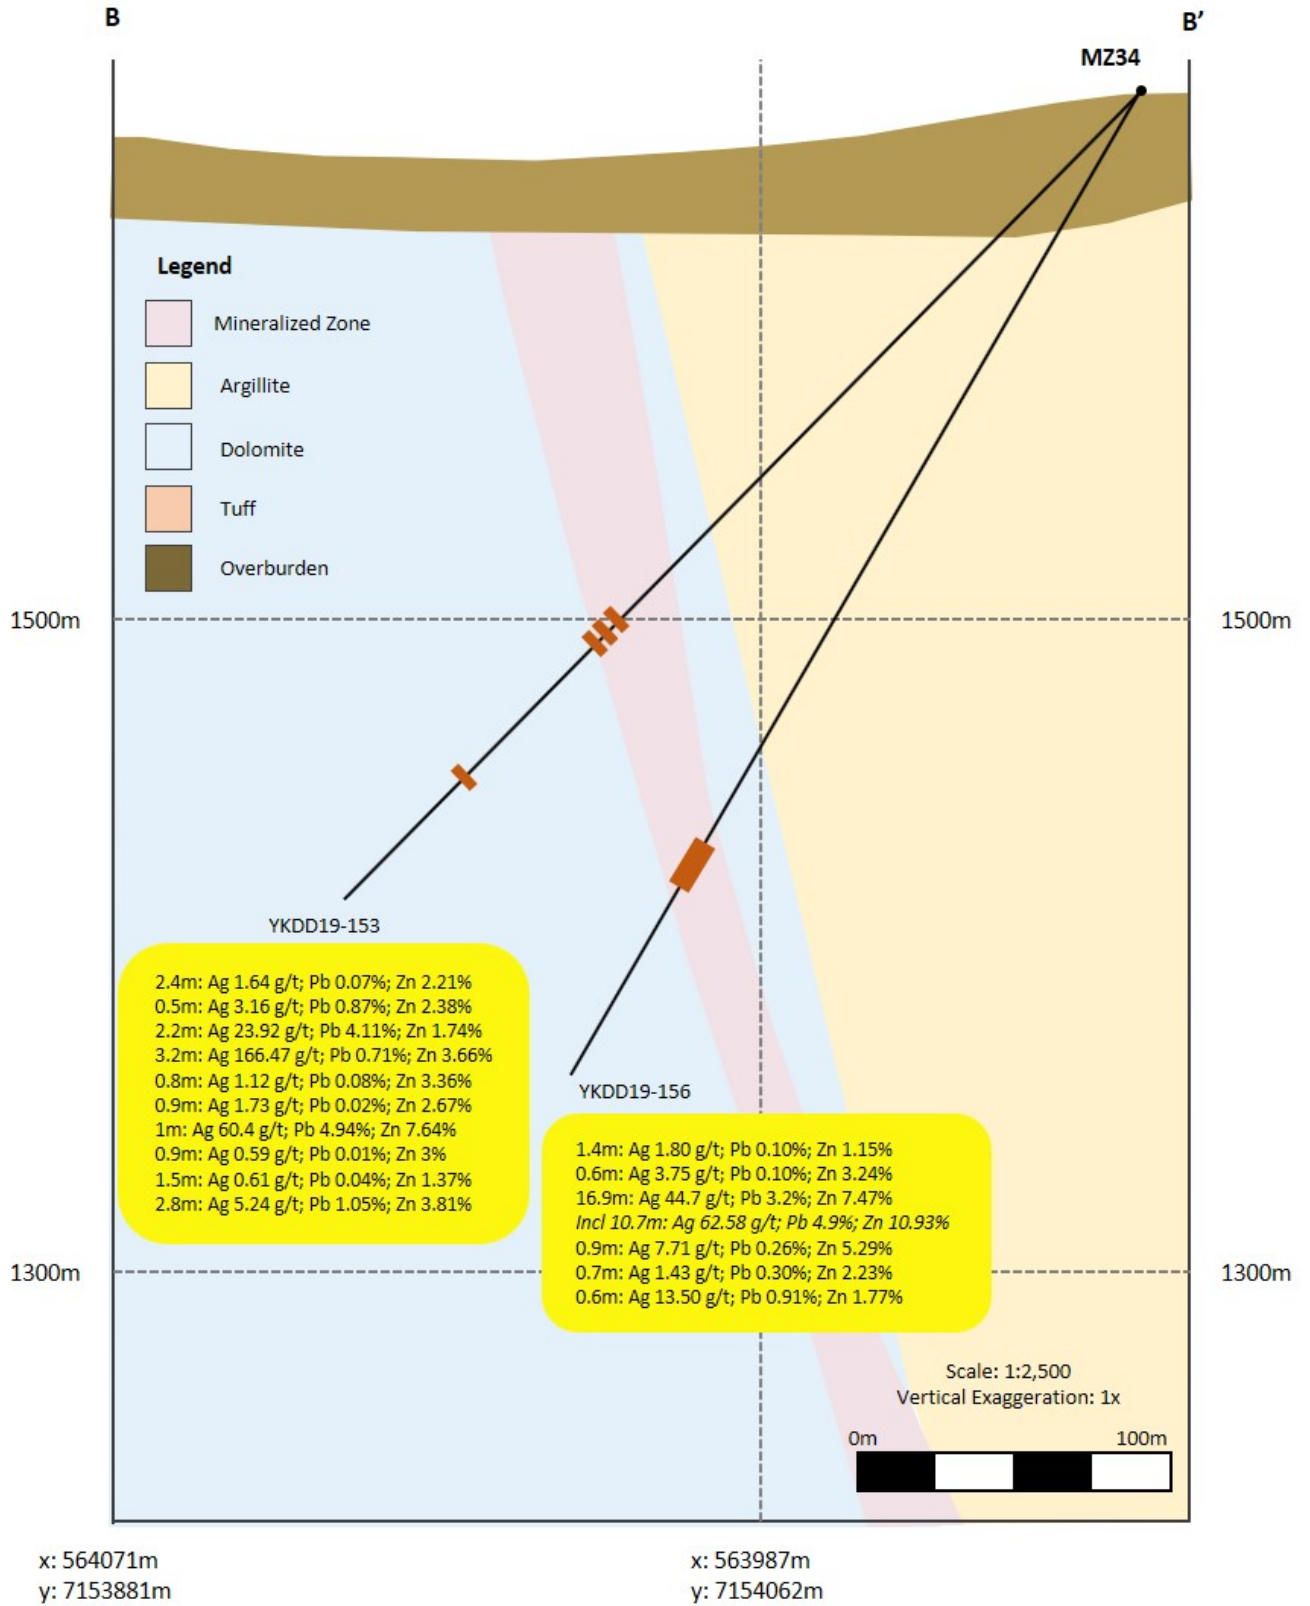 B
B’
MZ34
Legend
Mineralized Zone
Argillite
Dolomite
Tuff
Overburden
1500m
1500m
YKDD19-153
2.4m: Ag 1.64 g/t; Pb 0.07%; Zn 2.21%
0.5m: Ag 3.16 g/t; Pb 0.87%; Zn 2.38%
2.2m: Ag 23.92 g/t; Pb 4.11%; Zn 1.74%
3.2m: Ag 166.47 g/t; Pb 0.71%; Zn 3.66%
0.8m: Ag 1.12 g/t; Pb 0.08%; Zn 3.36%
0.9m: Ag 1.73 g/t; Pb 0.02%; Zn 2.67%
1m: Ag 60.4 g/t; Pb 4.94%; Zn 7.64%
0.9m: Ag 0.59 g/t; Pb 0.01%; Zn 3%
1.5m: Ag 0.61 g/t; Pb 0.04%; Zn 1.37%
2.8m: Ag 5.24 g/t; Pb 1.05%; Zn 3.81%
YKDD19-156
1.4m: Ag 1.80 g/t; Pb 0.10%; Zn 1.15%
0.6m: Ag 3.75 g/t; Pb 0.10%; Zn 3.24%
16.9m: Ag 44.7 g/t; Pb 3.2%; Zn 7.47%
Incl 10.7m: Ag 62.58 g/t; Pb 4.9%; Zn 10.93%
0.9m: Ag 7.71 g/t; Pb 0.26%; Zn 5.29%
0.7m: Ag 1.43 g/t; Pb 0.30%; Zn 2.23%
0.6m: Ag 13.50 g/t; Pb 0.91%; Zn 1.77%
1300m
1300m
Scale: 1:2,500
Vertical Exaggeration: 1x
0m
100m
x: 564071m
y: 7153881m
x: 563987m
y: 7154062m